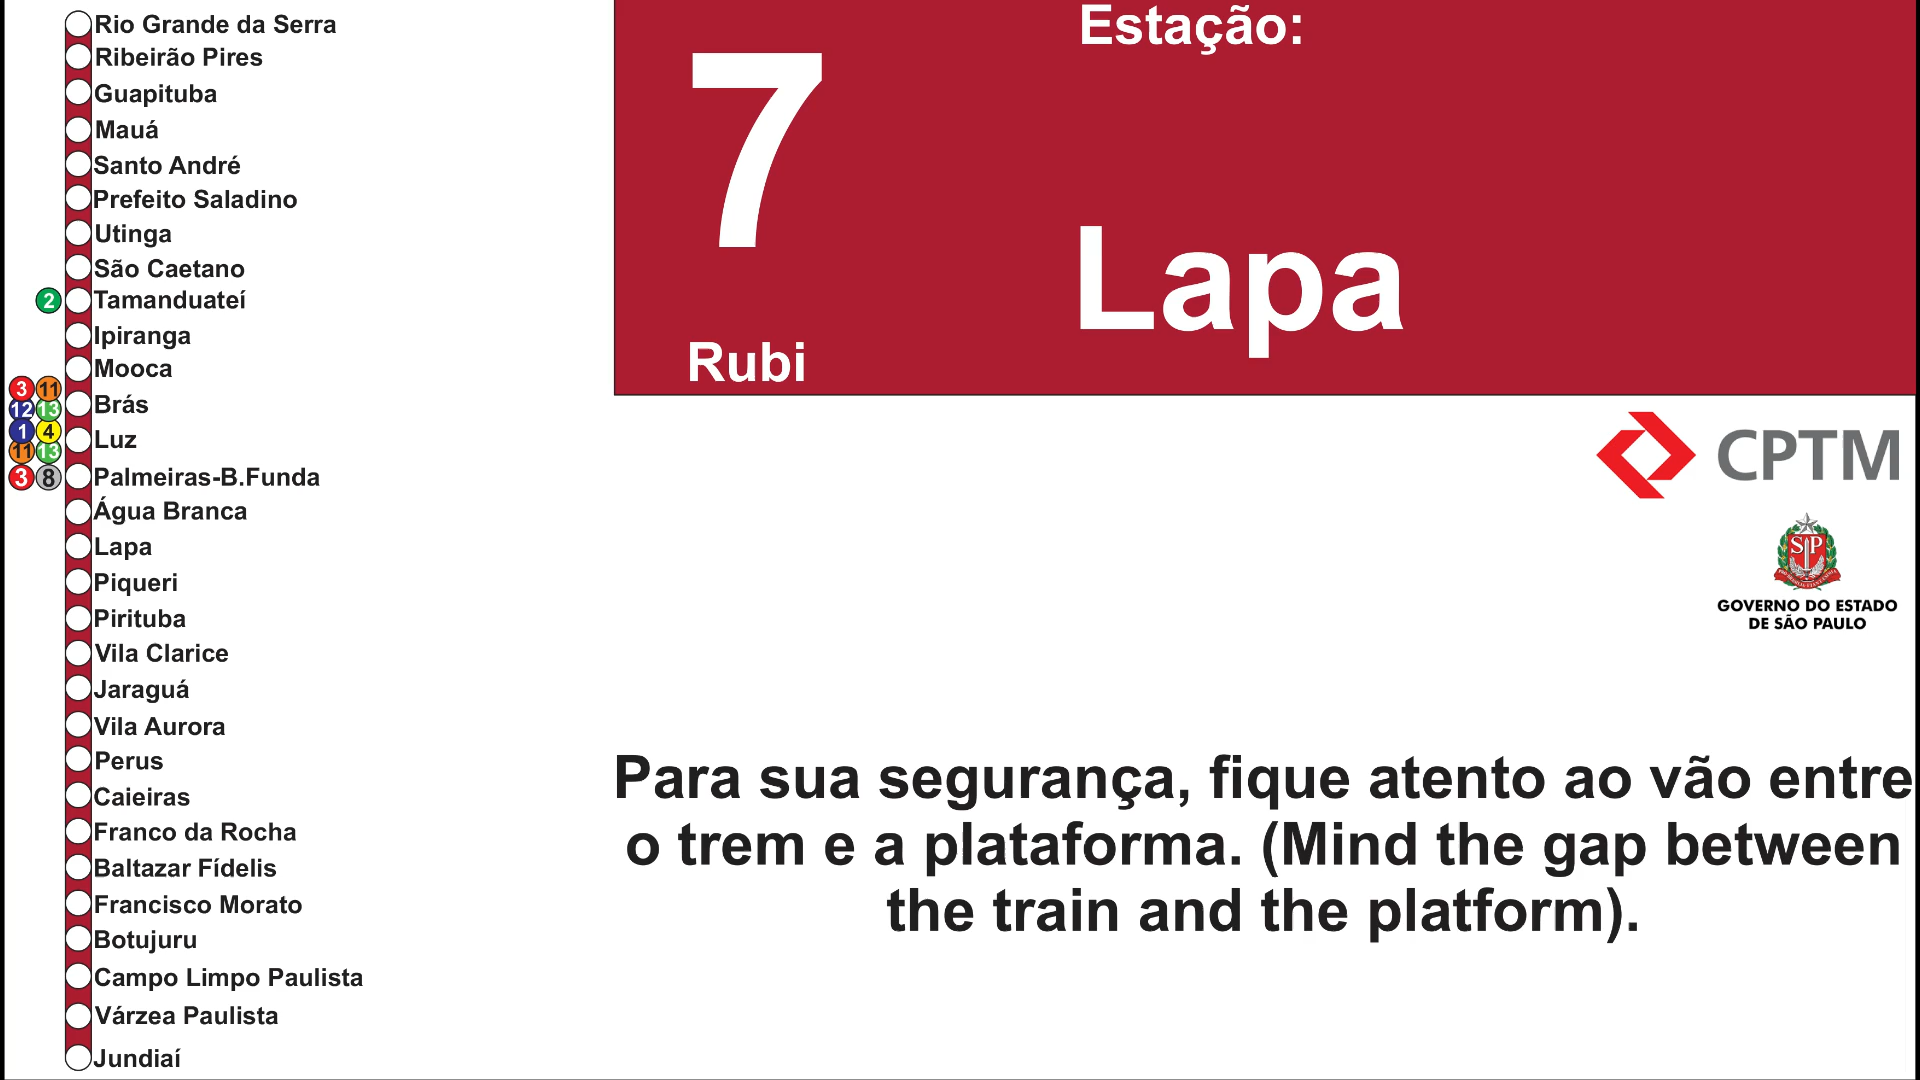 Rio Grande da Serra
Ribeirão Pires
Guapituba
Mauá
Santo André
Prefeito Saladino
Utinga
São Caetano
2 Tamanduateí
Ipiranga
Mooca
3 11
Brás
12 13
1 4
Luz
11 13
3 8 Palmeiras-B.Funda
Água Branca
Lapa
Piqueri
Pirituba
Vila Clarice
Jaraguá
Vila Aurora
Perus
Caieiras
Franco da Rocha
Baltazar Fídelis
Francisco Morato
Botujuru
Campo Limpo Paulista
Várzea Paulista
Jundiaí
7
Rubi
Estação:
Lapa
CPTM
SP
GOVERNO DO ESTADO
DE SÃO PAULO
Para sua segurança, fique atento ao vão entre
o trem e a plataforma. (Mind the gap between
the train and the platform).